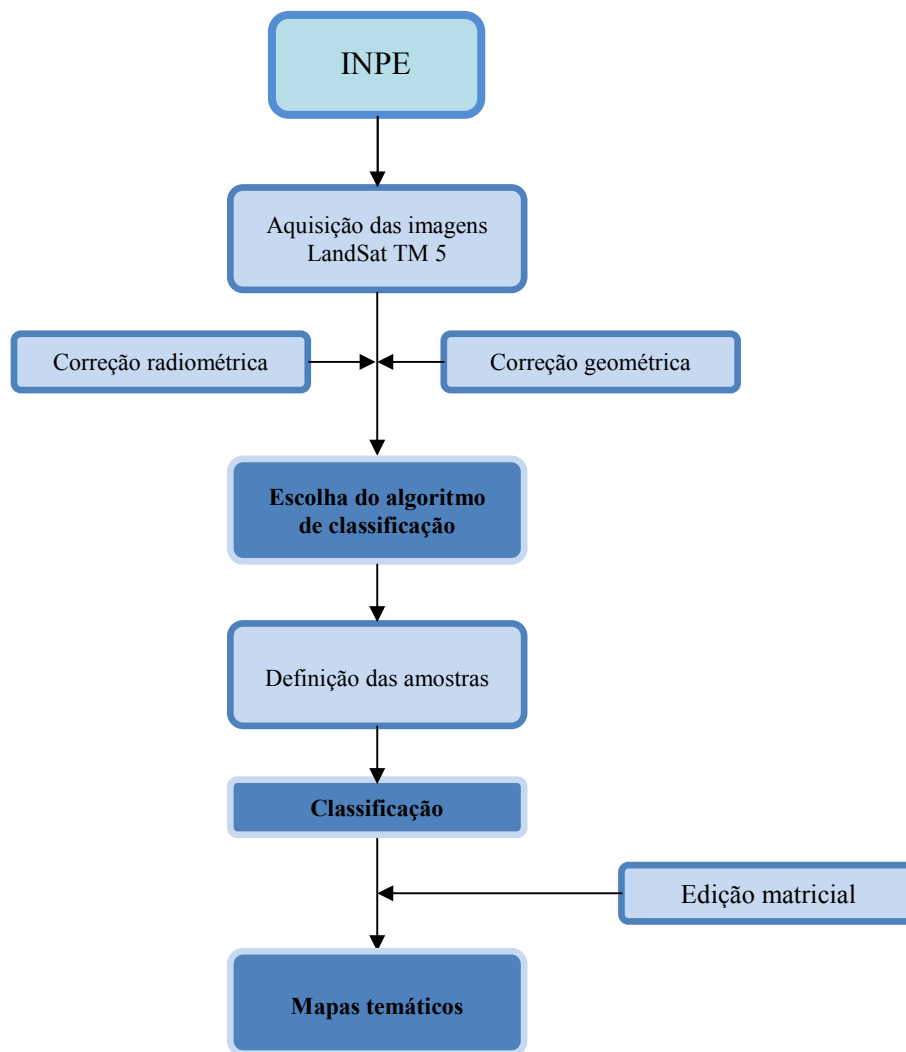 INPE
Aquisição das imagens
LandSat TM 5
Correção radiométrica
Correção geométrica
Escolha do algoritmo
de classificação
Definição das amostras
Classificação
Edição matricial
Mapas temáticos